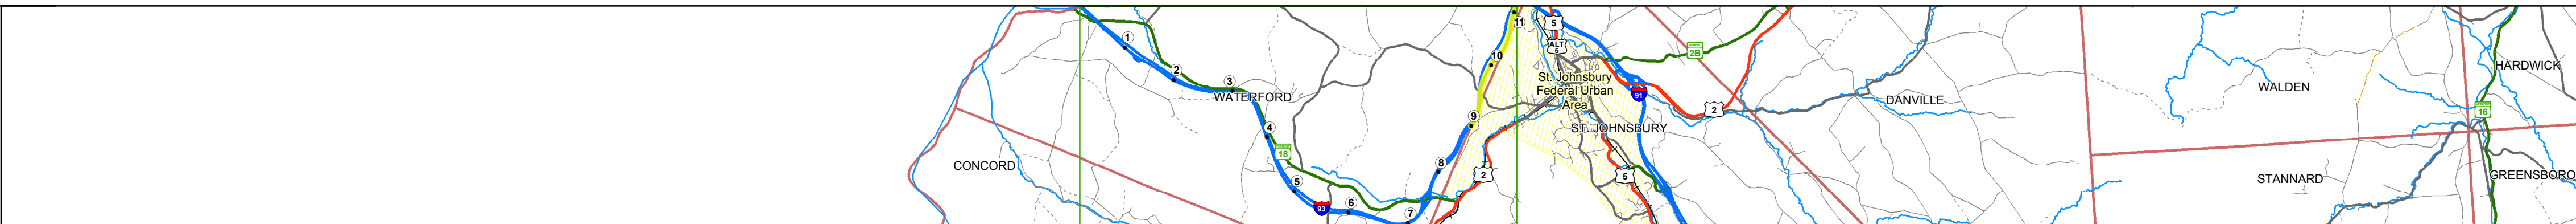 11
5
ALT
5
1
10
2B
2
3
WATERFORD
St. Johnsbury
Federal Urban
Area
91
2
DANVILLE
WALDEN
HARDWICK
16
9
4
ST. JOHNSBURY
18
CONCORD
8
2
5
5
STANNARD
GREENSBORO
93
6
7